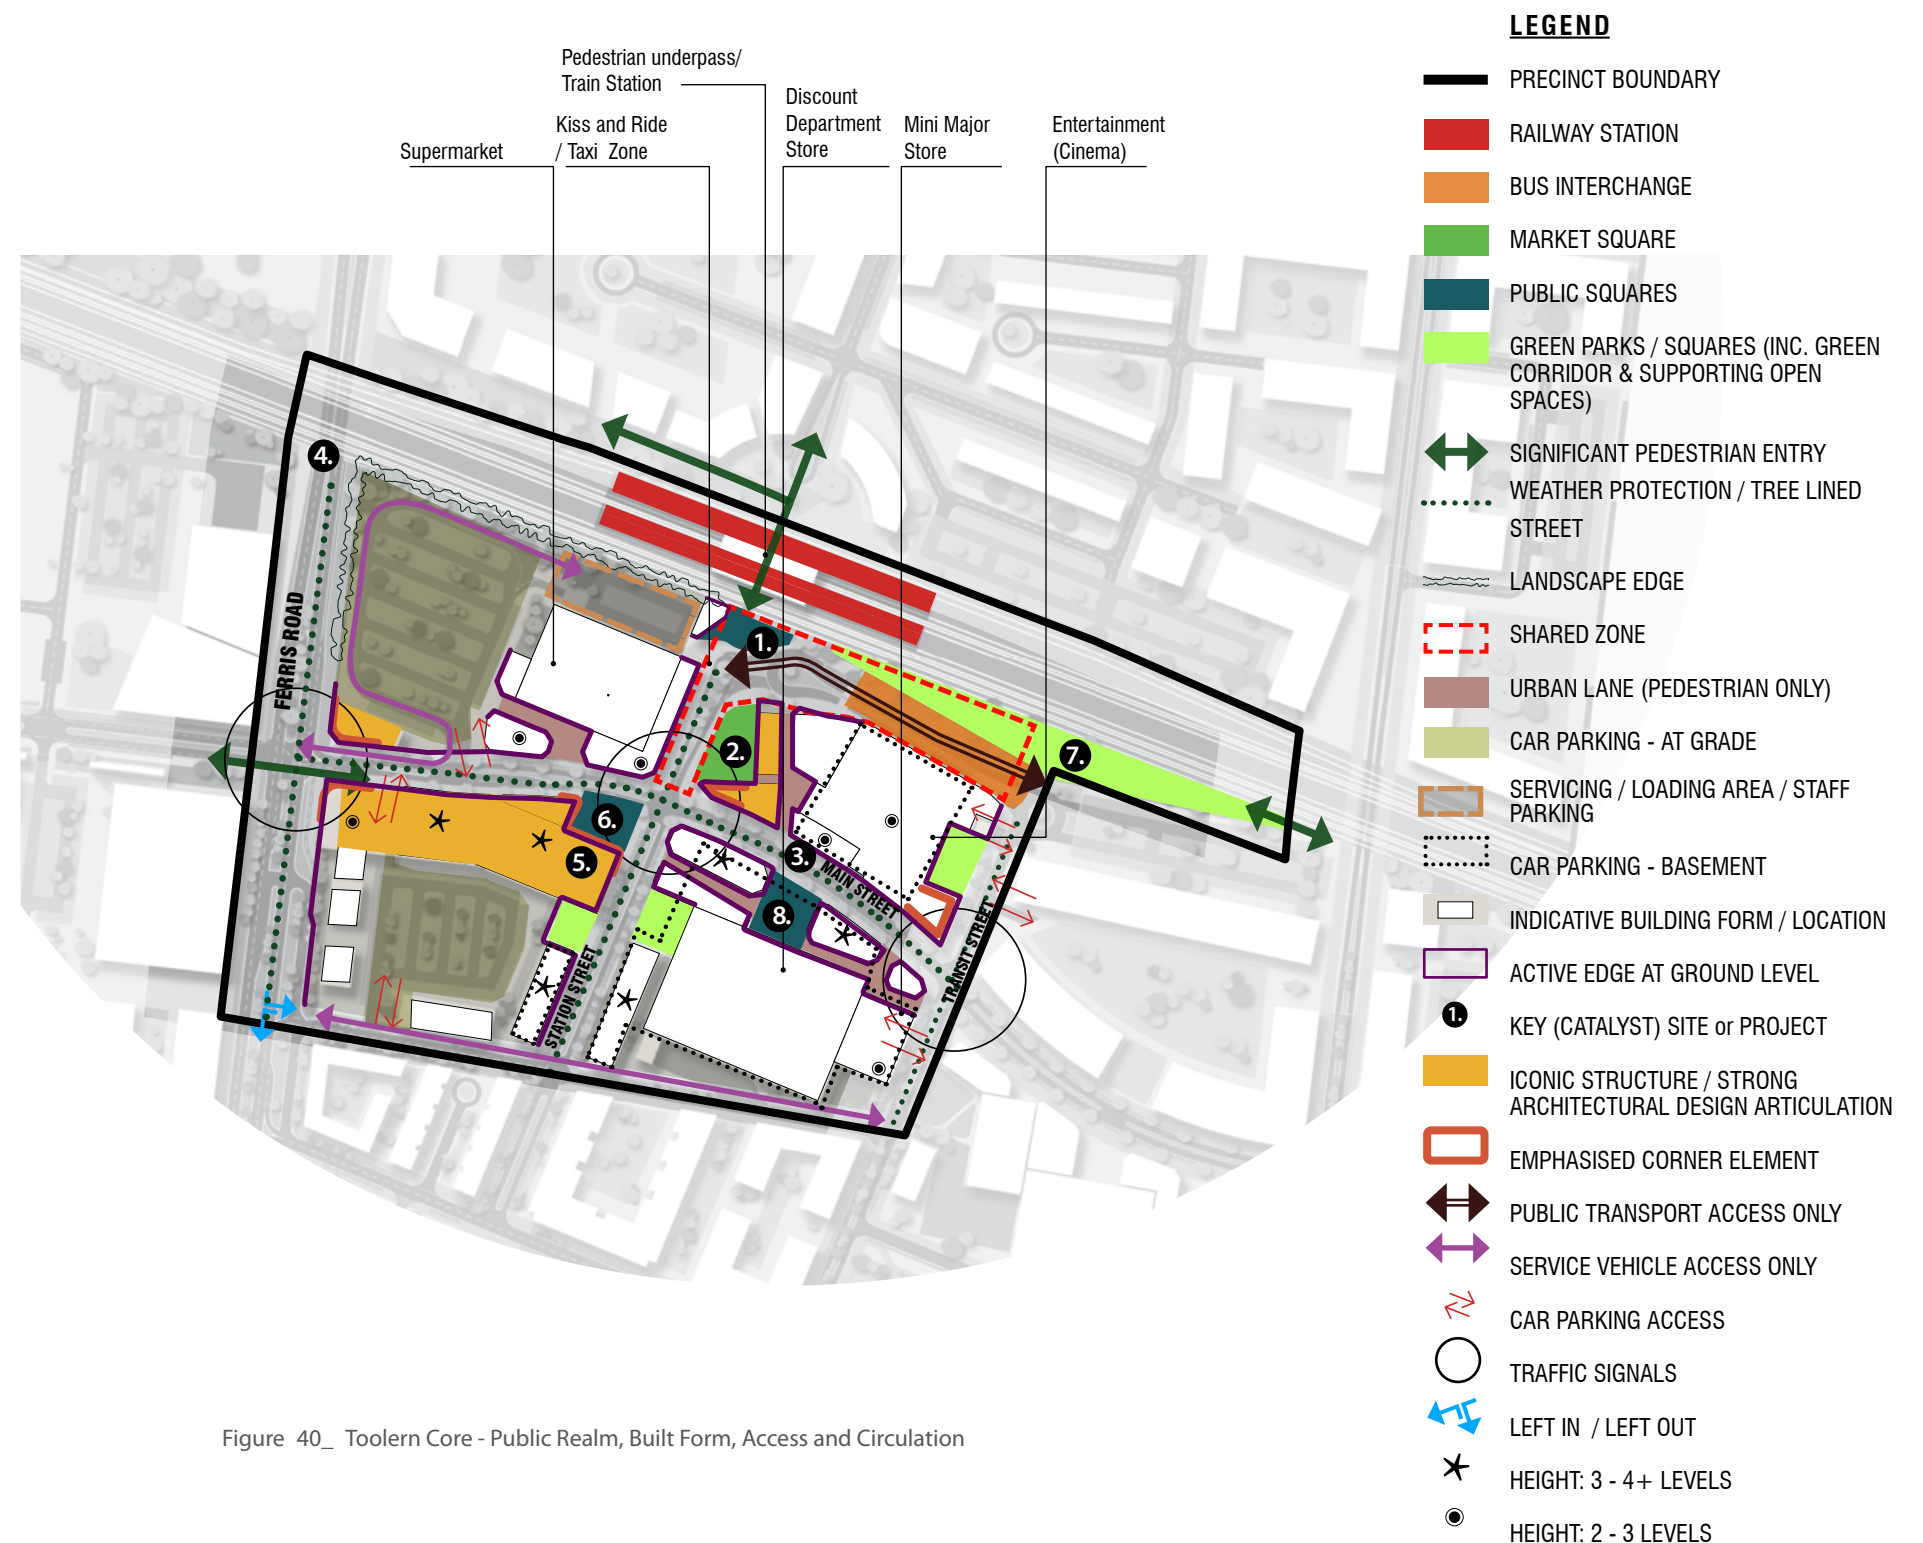 LEGEND
Pedestrian underpass/
Train Station
Discount
Department
Store
Kiss and Ride
/ Taxi Zone
Mini Major
Store
Entertainment
(Cinema)
Supermarket
PRECINCT BOUNDARY
RAILWAY STATION
BUS INTERCHANGE
MARKET SQUARE
PUBLIC SQUARES
GREEN PARKS / SQUARES (INC. GREEN
CORRIDOR & SUPPORTING OPEN
SPACES)
SIGNIFICANT PEDESTRIAN ENTRY
WEATHER PROTECTION / TREE LINED
STREET
LANDSCAPE EDGE
SHARED ZONE
URBAN LANE (PEDESTRIAN ONLY)
CAR PARKING - AT GRADE
SERVICING / LOADING AREA / STAFF
PARKING
CAR PARKING - BASEMENT
INDICATIVE BUILDING FORM / LOCATION
ACTIVE EDGE AT GROUND LEVEL
1.
KEY (CATALYST) SITE or PROJECT
ICONIC STRUCTURE / STRONG
ARCHITECTURAL DESIGN ARTICULATION
EMPHASISED CORNER ELEMENT
PUBLIC TRANSPORT ACCESS ONLY
SERVICE VEHICLE ACCESS ONLY
CAR PARKING ACCESS
TRAFFIC SIGNALS
LEFT IN / LEFT OUT
HEIGHT: 3 - 4+ LEVELS
HEIGHT: 2 - 3 LEVELS
4.
FERRIS ROAD
1.
2.
7.
6.
5.
3.
MAIN STREET
8.
TRANSIT STREET
STATION STREET
Figure 40_ Toolern Core - Public Realm, Built Form, Access and Circulation